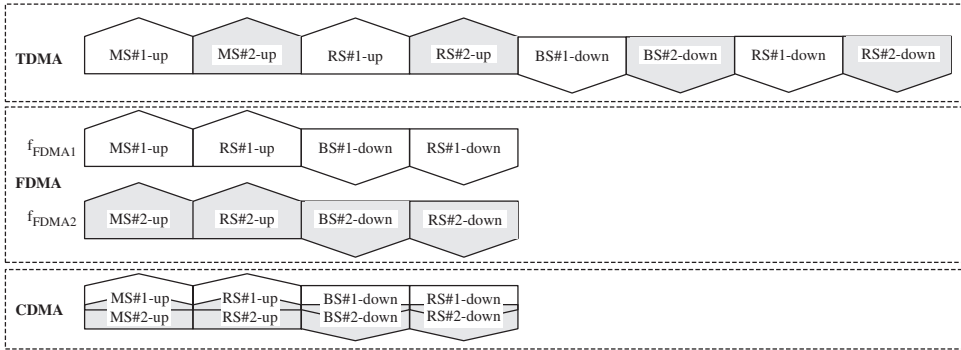 TDMA MS#1-up MS#2-up RS#1-up RS#2-up BS#1-down BS#2-down RS#1-down RS#2-down
fFDMA1 MS#1-up RS#1-up BS#1-down RS#1-down
FDMA
fFDMA2 MS#2-up RS#2-up BS#2-down RS#2-down
CDMA
MS#1-up RS#1-up BS#1-down RS#1-down
MS#2-up RS#2-up BS#2-down RS#2-down